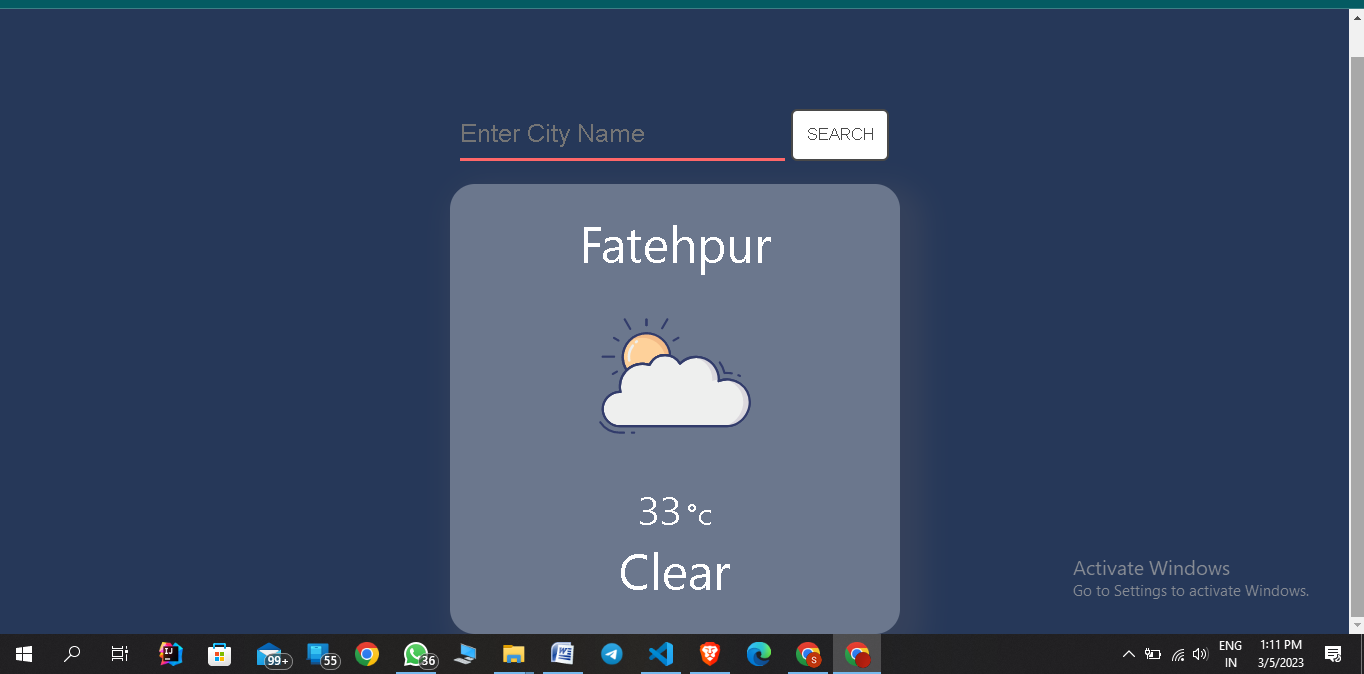 Enter City Name
SEARCH
Fatehpur
33 °c
Clear
Activate Windows
Go to Settings to activate Windows.
IJ
99+
55
36
W
S
ENG
IN
1:11 PM
3/5/2023